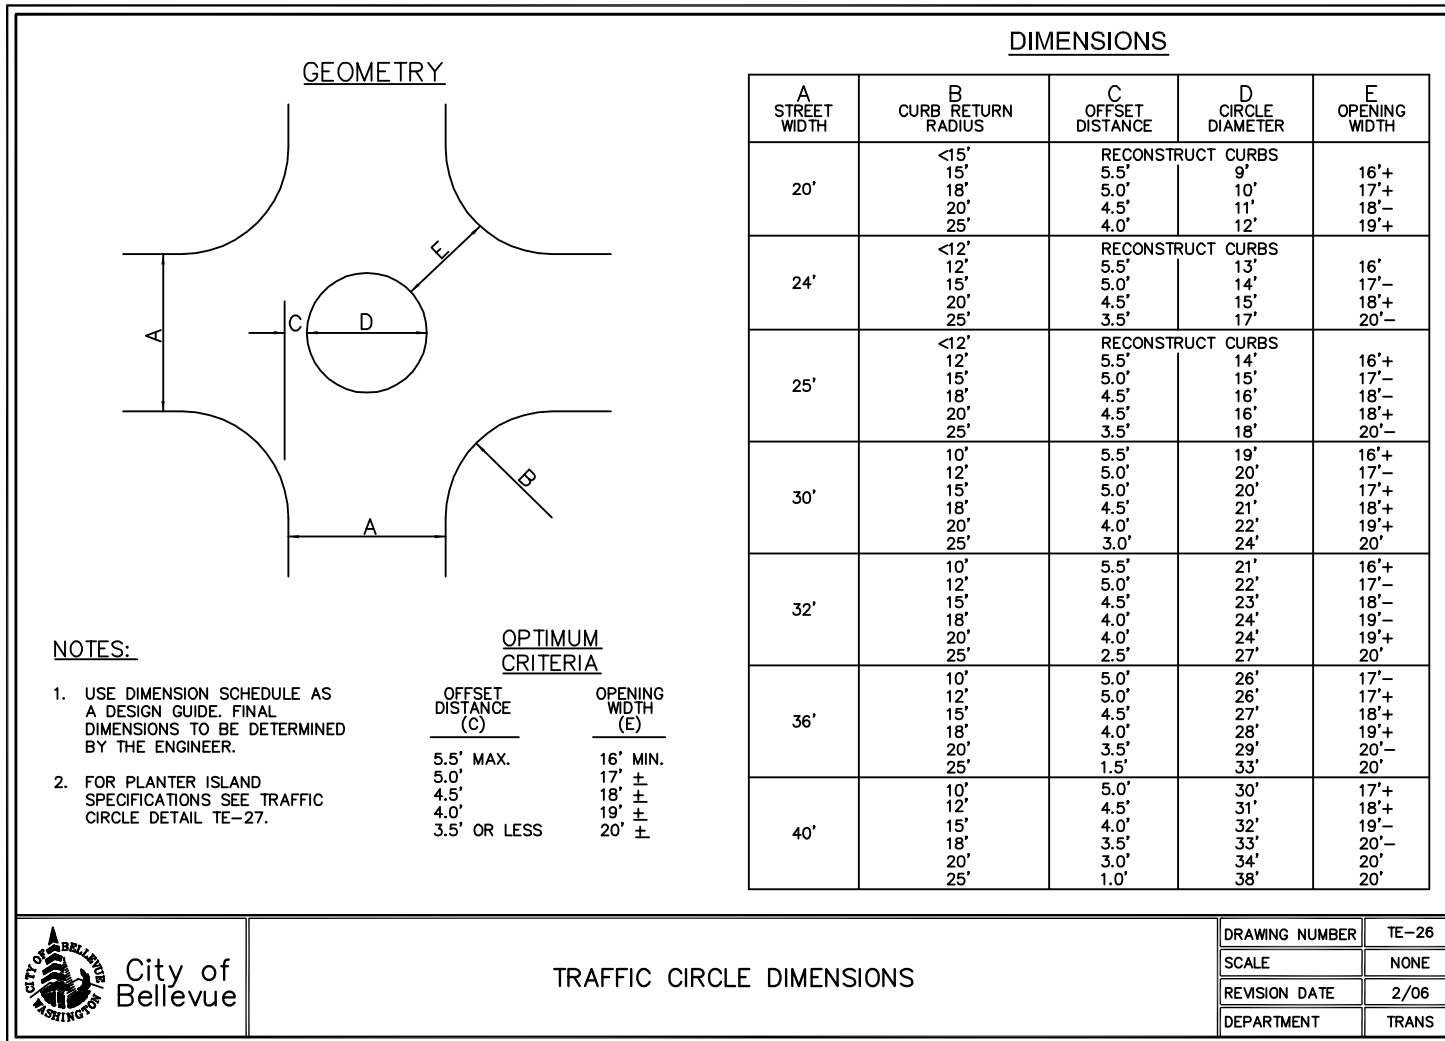 GEOMETRY
A
C
D
E
B
A
NOTES:
1. USE DIMENSION SCHEDULE AS
A DESIGN GUIDE. FINAL
DIMENSIONS TO BE DETERMINED
BY THE ENGINEER.
2. FOR PLANTER ISLAND
SPECIFICATIONS SEE TRAFFIC
CIRCLE DETAIL TE-27.
OPTIMUM
CRITERIA
OFFSET DISTANCE (C) OPENING WIDTH (E)
5.5' MAX. 16' MIN.
5.0' 17' ±
4.5' 18' ±
4.0' 19' ±
3.5' OR LESS 20' ±
DIMENSIONS
A B C D E
STREET WIDTH CURB RETURN RADIUS OFFSET DISTANCE CIRCLE DIAMETER OPENING WIDTH
20'
<15' RECONSTRUCT CURBS
15' 5.5' 9' 16'+
18' 5.0' 10' 17'+
20' 4.5' 11' 18'-
25' 4.0' 12' 19'+
24'
<12' RECONSTRUCT CURBS
12' 5.5' 13' 16'
15' 5.0' 14' 17'-
20' 4.5' 15' 18'+
25' 3.5' 17' 20'-
25'
<12' RECONSTRUCT CURBS
12' 5.5' 14' 16'+
15' 5.0' 15' 17'-
18' 4.5' 16' 18'-
20' 4.5' 16' 18'+
25' 3.5' 18' 20'-
30'
10' 5.5' 19' 16'+
12' 5.0' 20' 17'-
15' 5.0' 20' 17'+
18' 4.5' 21' 18'+
20' 4.0' 22' 19'+
25' 3.0' 24' 20'
32'
10' 5.5' 21' 16'+
12' 5.0' 22' 17'-
15' 4.5' 23' 18'-
18' 4.0' 24' 19'-
20' 4.0' 24' 19'+
25' 2.5' 27' 20'
36'
10' 5.0' 26' 17'-
12' 5.0' 26' 17'+
15' 4.5' 27' 18'+
18' 4.0' 28' 19'+
20' 3.5' 29' 20'-
25' 1.5' 33' 20'
40'
10' 5.0' 30' 17'+
12' 4.5' 31' 18'+
15' 4.0' 32' 19'-
18' 3.5' 33' 20'-
20' 3.0' 34' 20'
25' 1.0' 38' 20'
CITY OF BELLEVUE WASHINGTON
City of
Bellevue
TRAFFIC CIRCLE DIMENSIONS
DRAWING NUMBER TE-26
SCALE NONE
REVISION DATE 2/06
DEPARTMENT TRANS